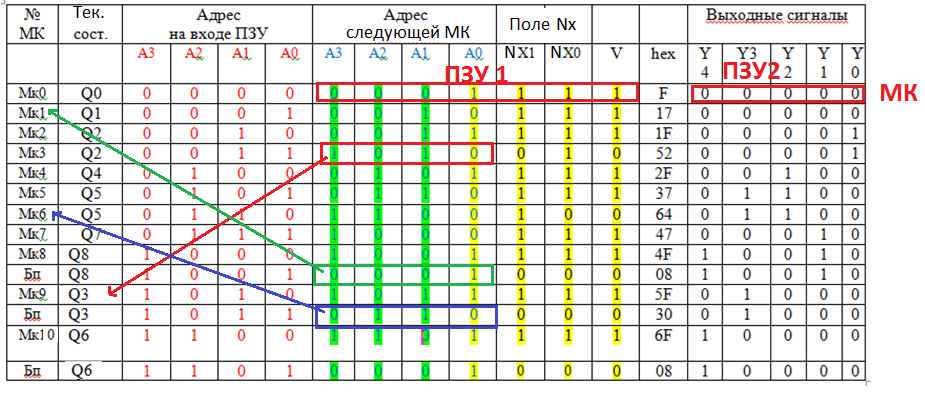 № МК Тек. сост. Адрес на входе ПЗУ Адрес следующей МК Поле Nx Выходные сигналы
A3 A2 A1 A0 A3 A2 A1 A0 NX1 NX0 V hex Y4 Y3 Y2 Y1 Y0
ПЗУ 1 ПЗУ2
Мк0 Q0 0 0 0 0 0 0 0 1 1 1 1 F 0 0 0 0 0 МК
Мк1 Q1 0 0 0 1 0 0 1 0 1 1 1 17 0 0 0 0 0
Мк2 Q2 0 0 1 0 0 0 1 1 1 1 1 1F 0 0 0 0 1
Мк3 Q2 0 0 1 1 1 0 1 0 0 1 0 52 0 0 0 0 1
Мк4 Q4 0 1 0 0 0 1 0 1 1 1 1 2F 0 0 1 0 0
Мк5 Q5 0 1 0 1 0 1 1 0 1 1 1 37 0 1 1 0 0
Мк6 Q5 0 1 1 0 1 1 0 0 1 0 0 64 0 1 1 0 0
Мк7 Q7 0 1 1 1 1 0 0 0 1 1 1 47 0 0 0 1 0
Мк8 Q8 1 0 0 0 1 0 0 1 1 1 1 4F 1 0 0 1 0
Бп Q8 1 0 0 1 0 0 0 1 0 0 0 08 1 0 0 1 0
Мк9 Q3 1 0 1 0 1 0 1 1 1 1 1 5F 0 1 0 0 0
Бп Q3 1 0 1 1 0 1 1 0 0 0 0 30 0 1 0 0 0
Мк10 Q6 1 1 0 0 1 1 0 1 1 1 1 6F 1 0 0 0 0
Бп Q6 1 1 0 1 0 0 0 1 0 0 0 08 1 0 0 0 0